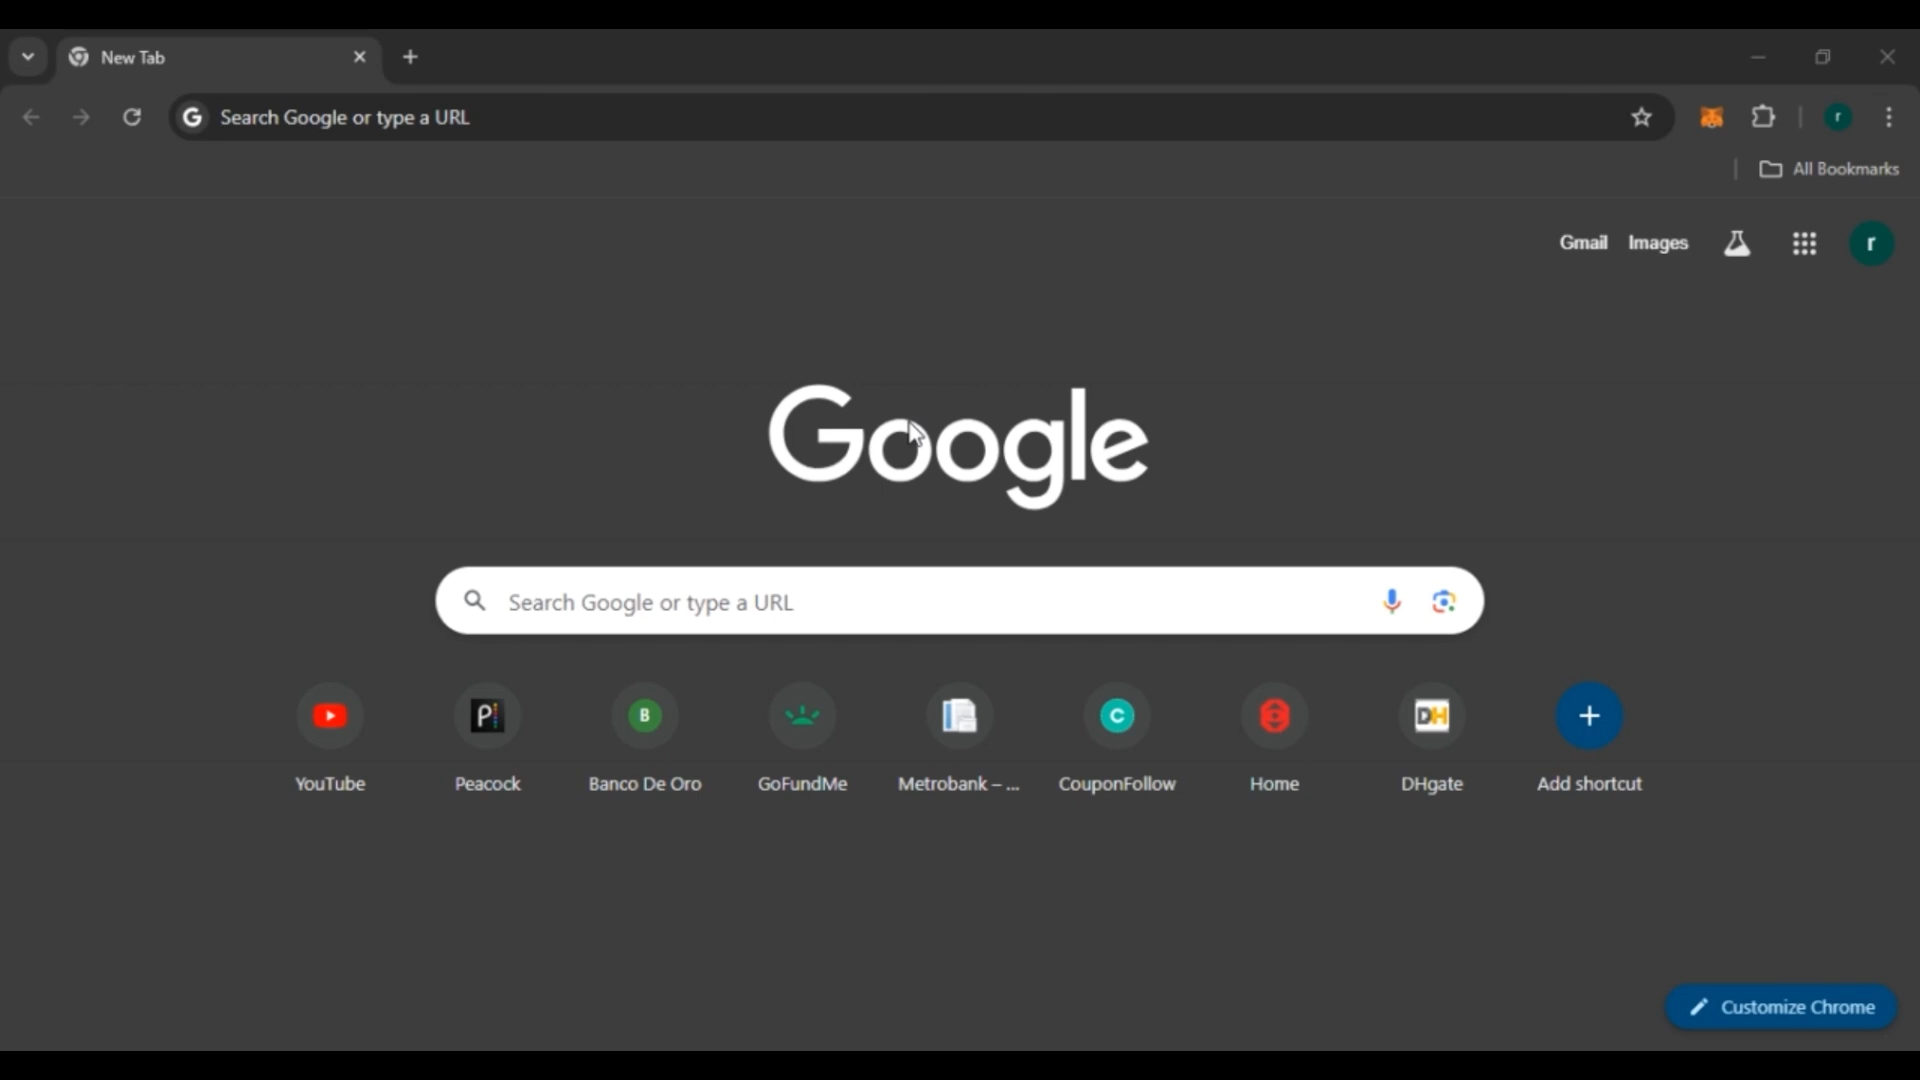 New Tab
Search Google or type a URL
r
All Bookmarks
Gmail Images
r
Google
Search Google or type a URL
P B C DH
YouTube Peacock Banco De Oro GoFundMe Metrobank – ... CouponFollow Home DHgate Add shortcut
Customize Chrome